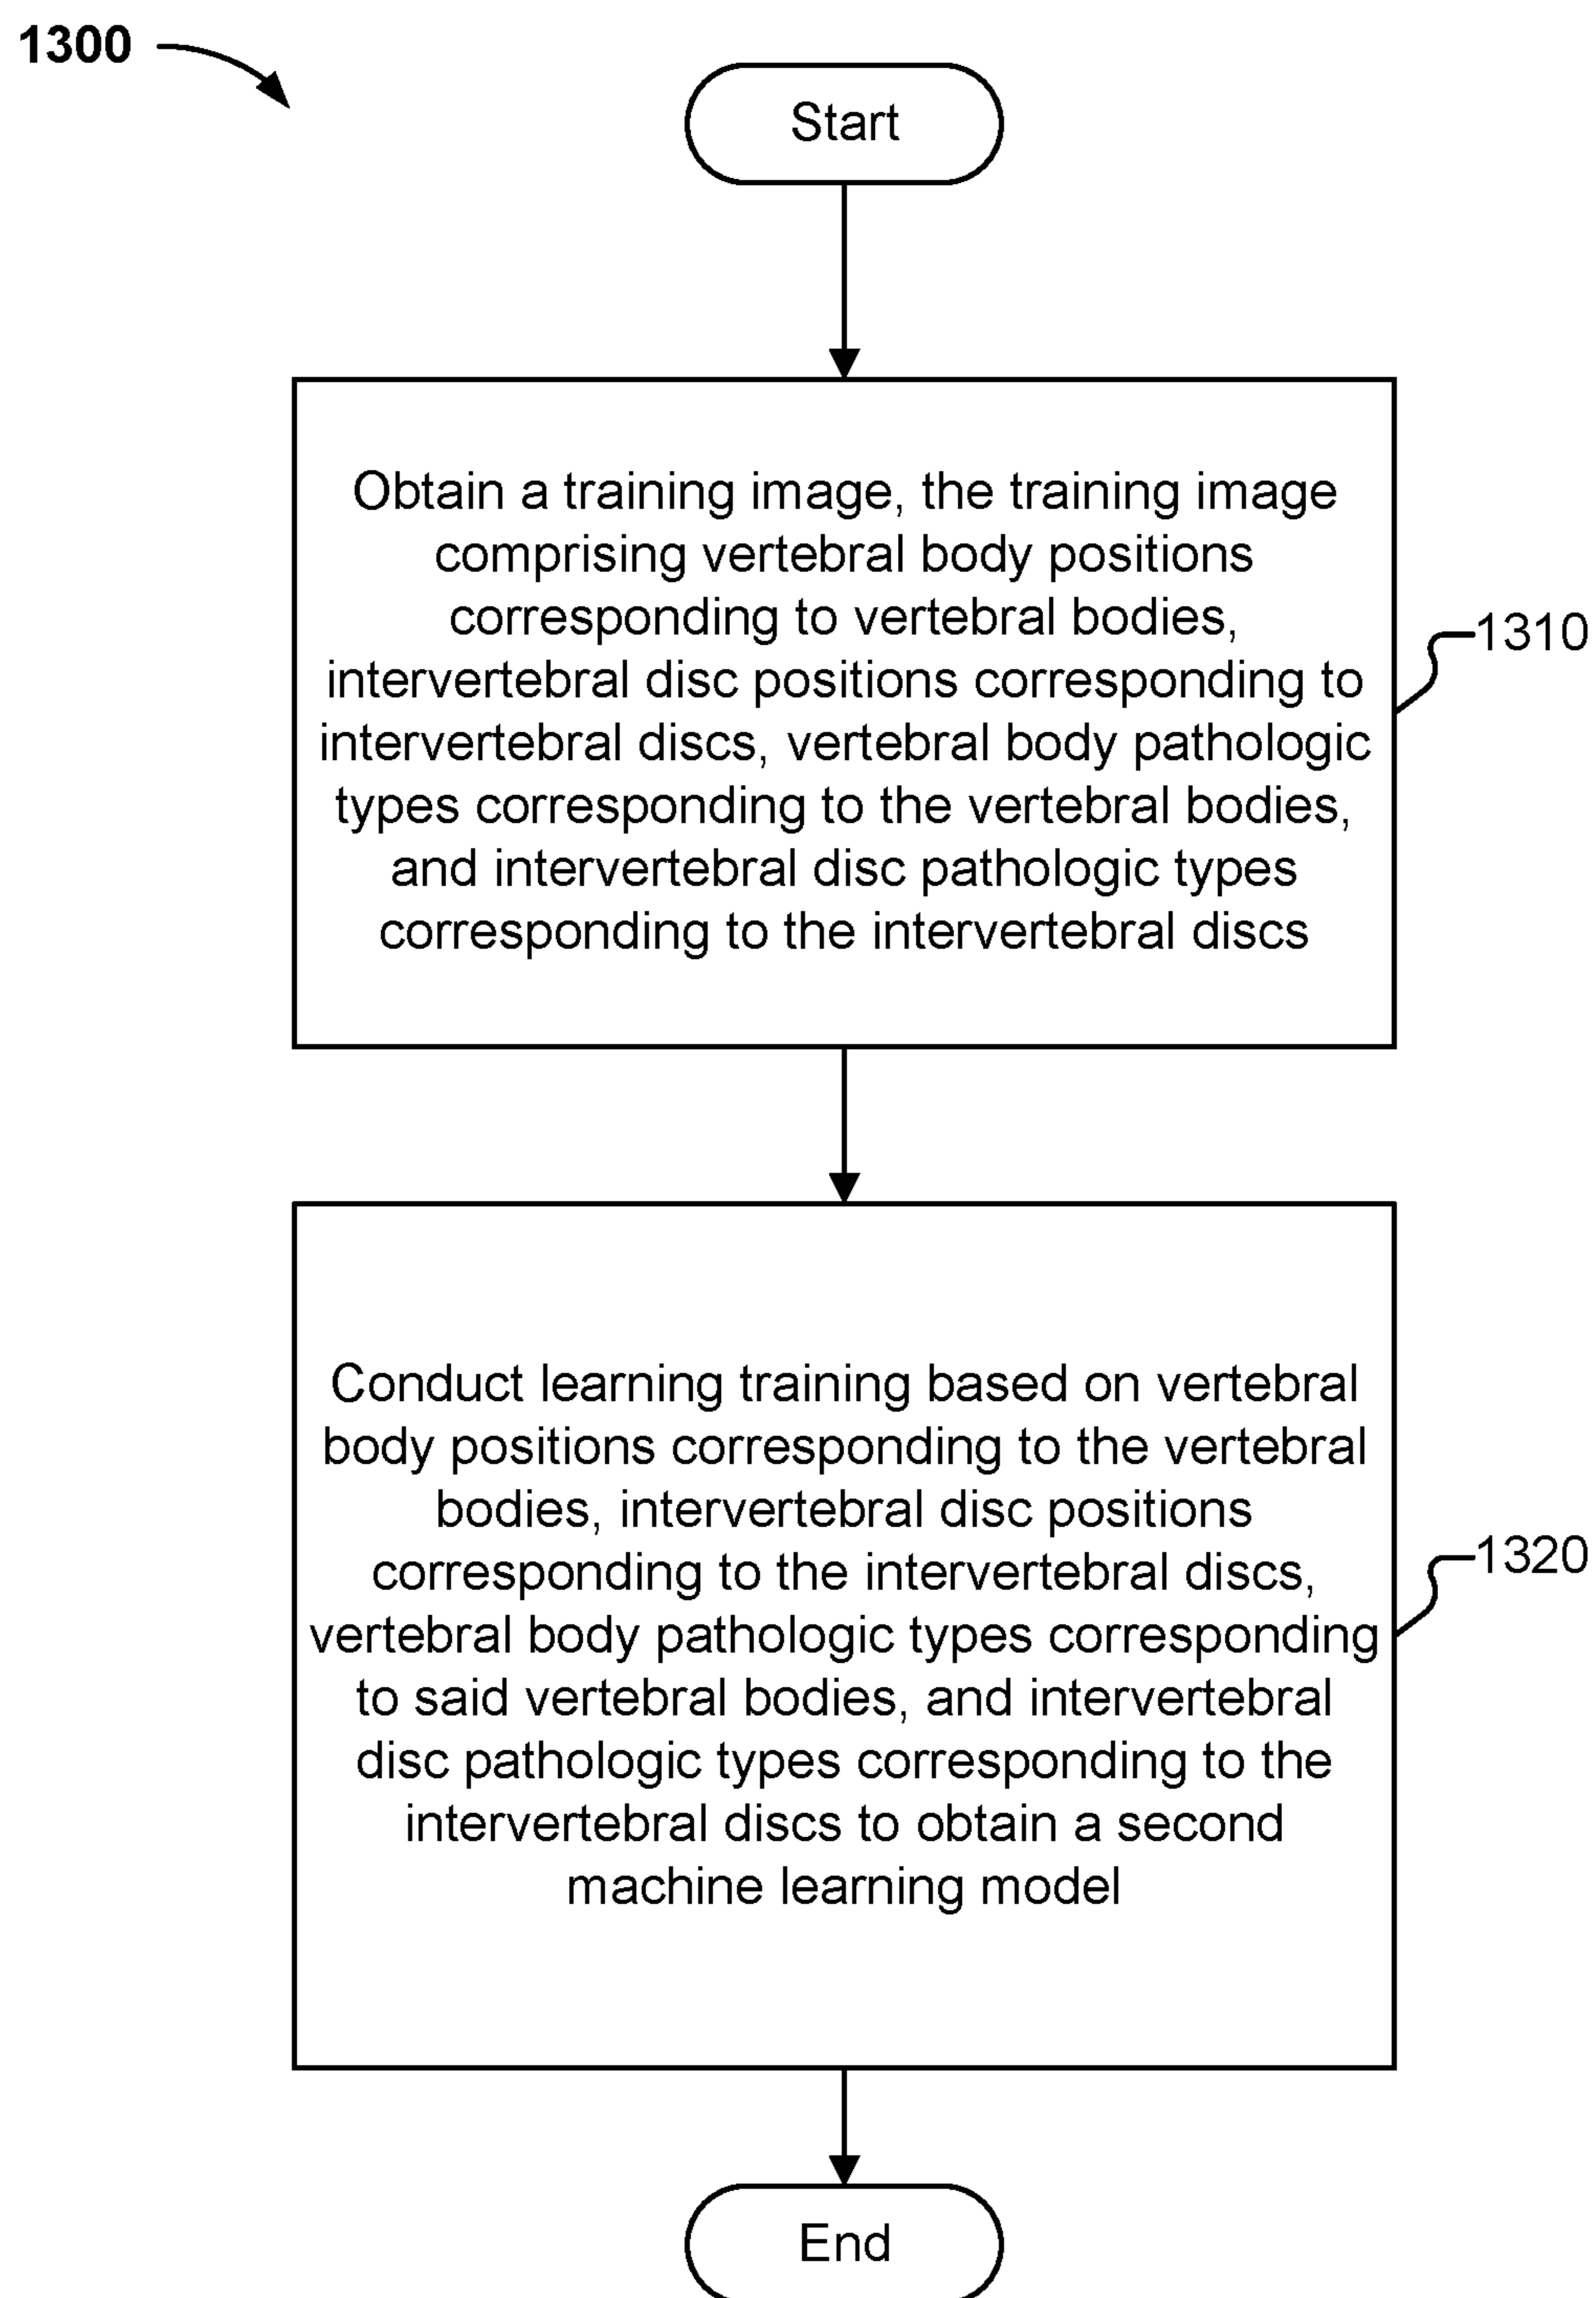 1300
Start
Obtain a training image, the training image
comprising vertebral body positions
corresponding to vertebral bodies,
intervertebral disc positions corresponding to
intervertebral discs, vertebral body pathologic
types corresponding to the vertebral bodies,
and intervertebral disc pathologic types
corresponding to the intervertebral discs
1310
Conduct learning training based on vertebral
body positions corresponding to the vertebral
bodies, intervertebral disc positions
corresponding to the intervertebral discs,
vertebral body pathologic types corresponding
to said vertebral bodies, and intervertebral
disc pathologic types corresponding to the
intervertebral discs to obtain a second
machine learning model
1320
End